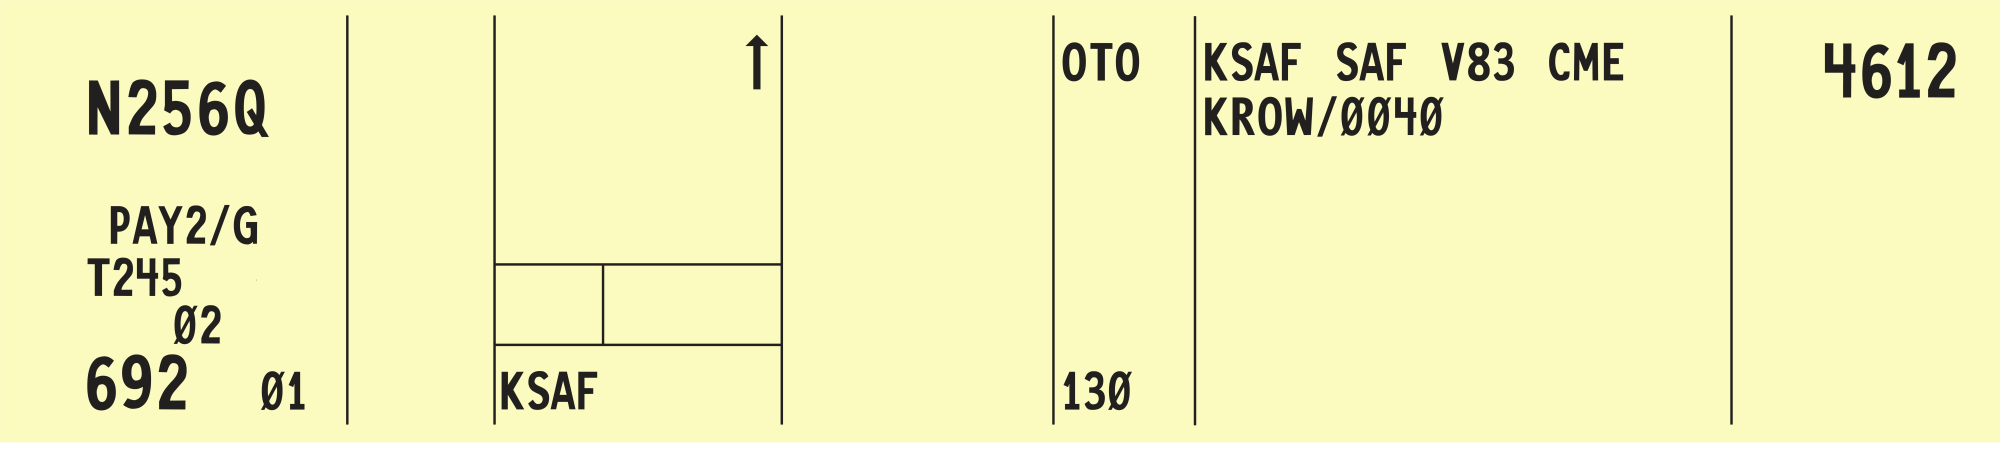 N256Q
PAY2/G
T245
Ø2
692 Ø1
↑
KSAF
OTO
13Ø
KSAF SAF V83 CME
KROW/ØØ4Ø
4612